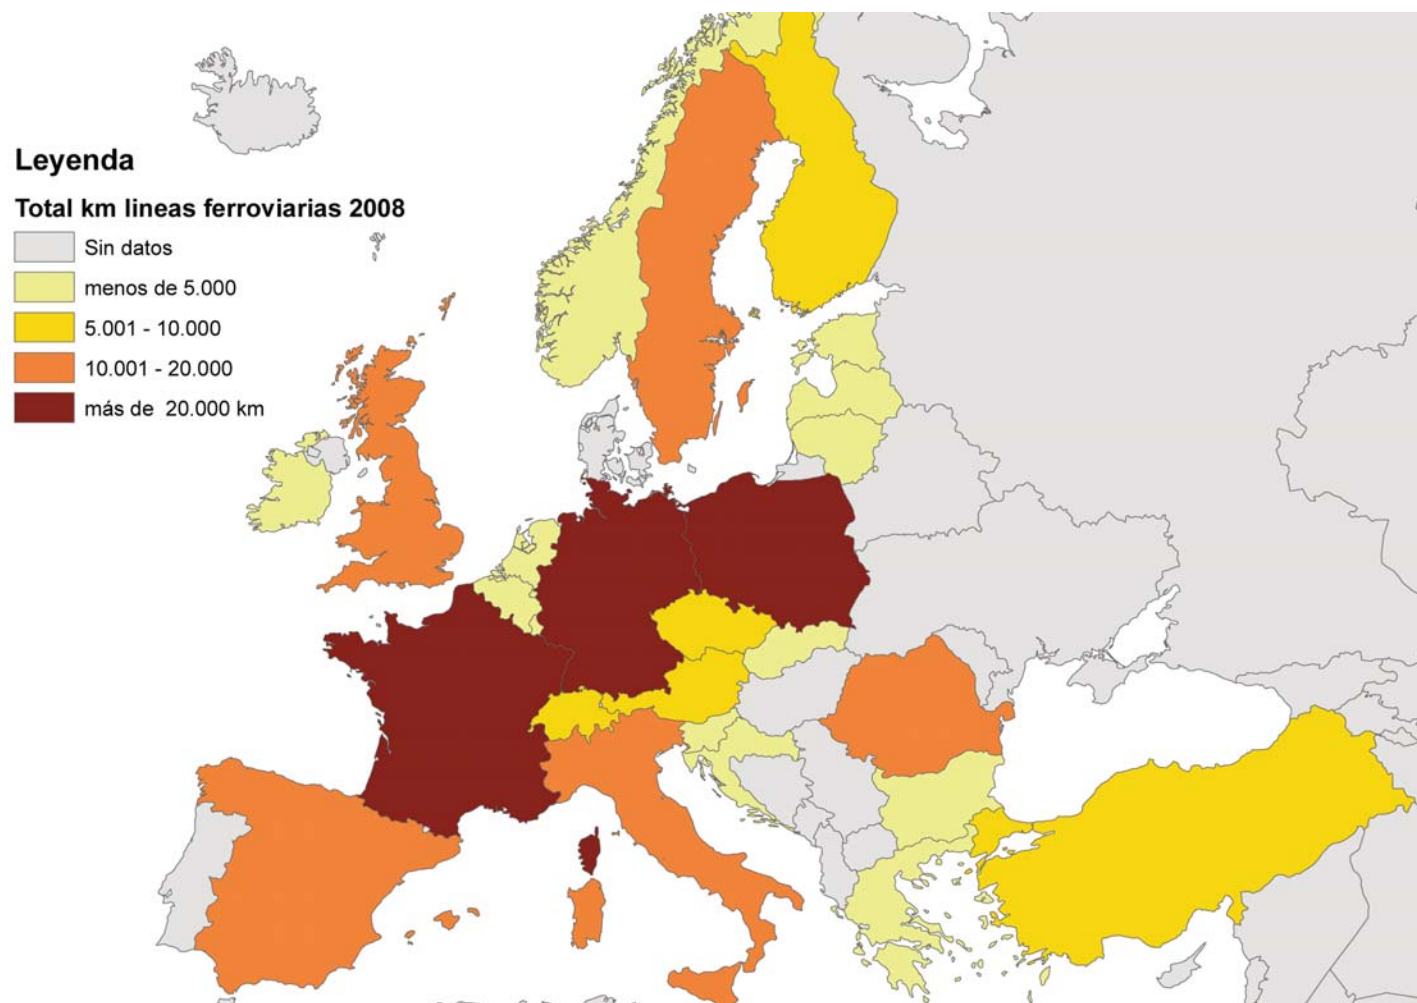 Leyenda
Total km lineas ferroviarias 2008
Sin datos
menos de 5.000
5.001 - 10.000
10.001 - 20.000
más de  20.000 km